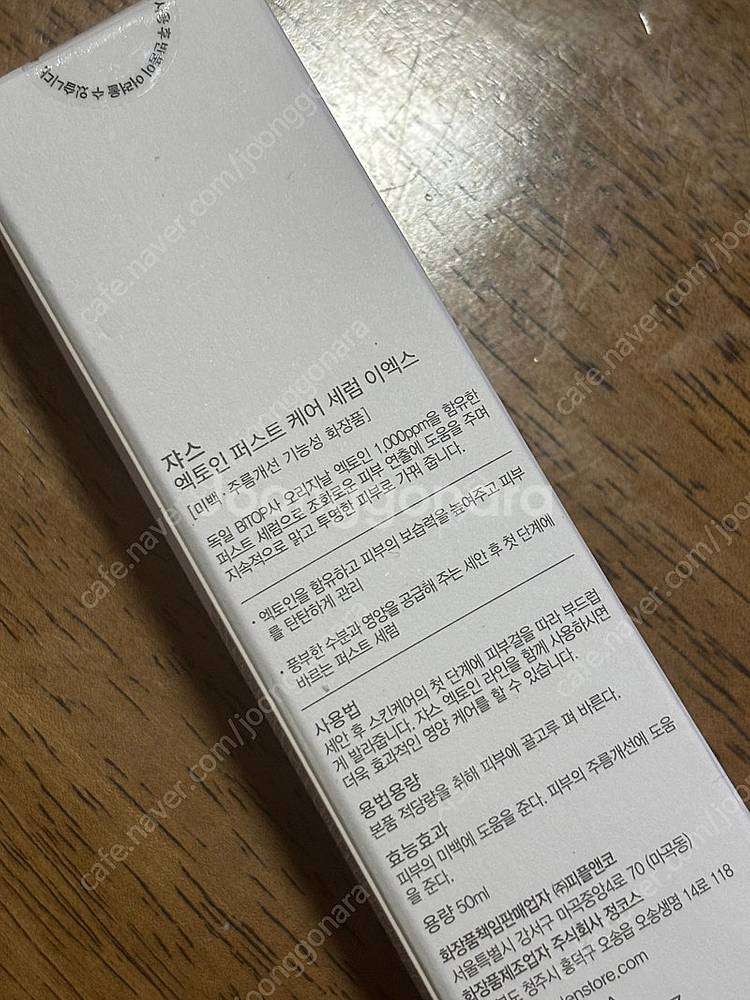 사용 후 반품이 어려울 수 있습니다.
쟈스
엑토인 퍼스트 케어 세럼 이엑스
[미백, 주름개선 기능성 화장품]
독일 BITOP사 오리지날 엑토인 1,000ppm을 함유한
퍼스트 세럼으로 조화로운 피부 연출에 도움을 주며
지속적으로 맑고 투명한 피부로 가꿔 줍니다.
• 엑토인을 함유하고 피부의 보습력을 높여주고 피부
를 탄탄하게 관리
• 풍부한 수분과 영양을 공급해 주는 세안 후 첫 단계에
바르는 퍼스트 세럼
사용법
세안 후 스킨케어의 첫 단계에 피부결을 따라 부드럽
게 발라줍니다. 쟈스 엑토인 라인을 함께 사용하시면
더욱 효과적인 영양 케어를 할 수 있습니다.
용법용량
본품 적당량을 취해 피부에 골고루 펴 바른다.
효능효과
피부의 미백에 도움을 준다. 피부의 주름개선에 도움
을 준다.
용량 50ml
화장품책임판매업자 ㈜피플앤코
서울특별시 강서구 마곡중앙4로 70 (마곡동)
화장품제조업자 주식회사 정코스
청주시 흥덕구 오송읍 오송생명 14로 118
joonggonara
cafe.naver.com/joonggonara